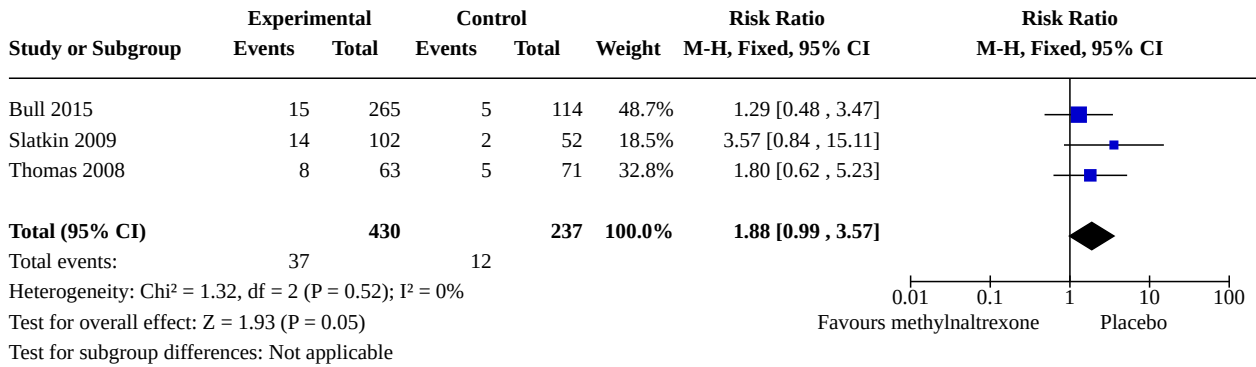 Experimental Control Risk Ratio Risk Ratio
Study or Subgroup Events Total Events Total Weight M-H, Fixed, 95% CI M-H, Fixed, 95% CI
Bull 2015 15 265 5 114 48.7% 1.29 [0.48 , 3.47]
Slatkin 2009 14 102 2 52 18.5% 3.57 [0.84 , 15.11]
Thomas 2008 8 63 5 71 32.8% 1.80 [0.62 , 5.23]
Total (95% CI) 430 237 100.0% 1.88 [0.99 , 3.57]
Total events: 37 12
Heterogeneity: Chi² = 1.32, df = 2 (P = 0.52); I² = 0%
0.01 0.1 1 10 100
Test for overall effect: Z = 1.93 (P = 0.05) Favours methylnaltrexone Placebo
Test for subgroup differences: Not applicable